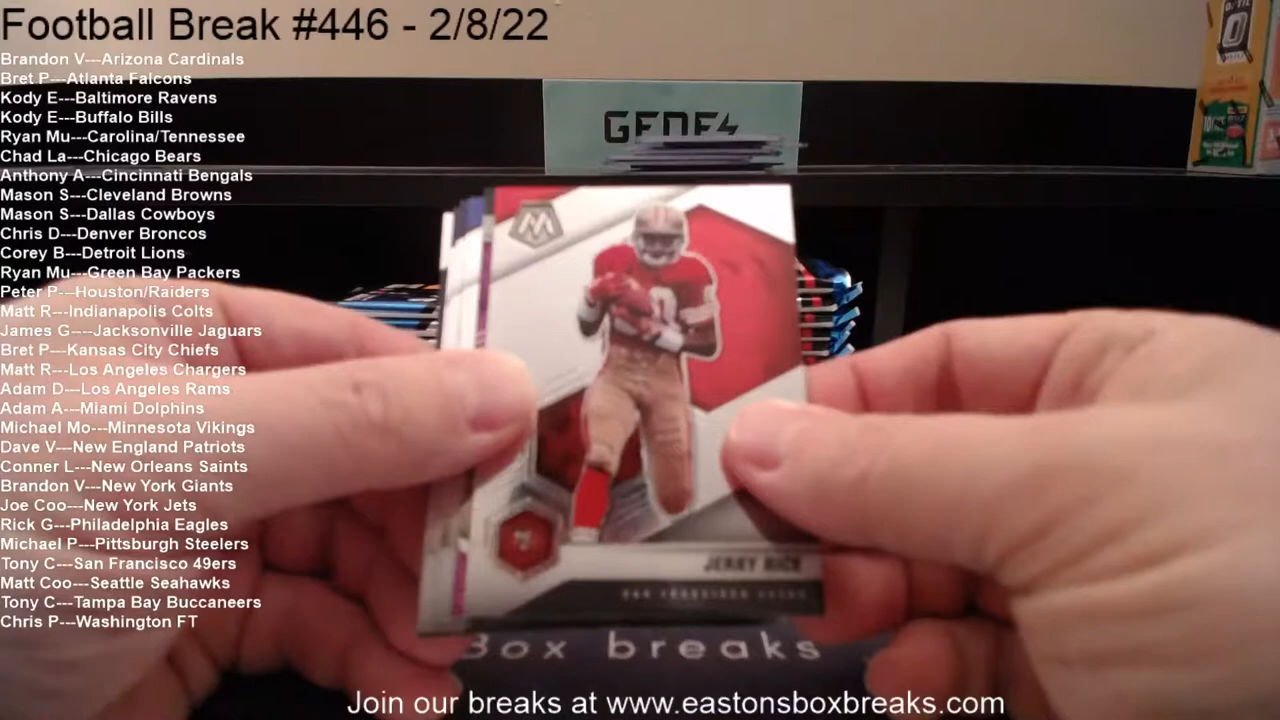 Football Break #446 - 2/8/22
Brandon V---Arizona Cardinals
Bret P---Atlanta Falcons
Kody E---Baltimore Ravens
Kody E---Buffalo Bills
Ryan Mu---Carolina/Tennessee
Chad La---Chicago Bears
Anthony A---Cincinnati Bengals
Mason S---Cleveland Browns
Mason S---Dallas Cowboys
Chris D---Denver Broncos
Corey B---Detroit Lions
Ryan Mu---Green Bay Packers
Peter P---Houston/Raiders
Matt R---Indianapolis Colts
James G----Jacksonville Jaguars
Bret P---Kansas City Chiefs
Matt R---Los Angeles Chargers
Adam D---Los Angeles Rams
Adam A---Miami Dolphins
Michael Mo---Minnesota Vikings
Dave V---New England Patriots
Conner L---New Orleans Saints
Brandon V---New York Giants
Joe Coo---New York Jets
Rick G---Philadelphia Eagles
Michael P---Pittsburgh Steelers
Tony C---San Francisco 49ers
Matt Coo---Seattle Seahawks
Tony C---Tampa Bay Buccaneers
Chris P---Washington FT
M
JERRY RICE
SAN FRANCISCO 49ERS
Box breaks
Join our breaks at www.eastonsboxbreaks.com